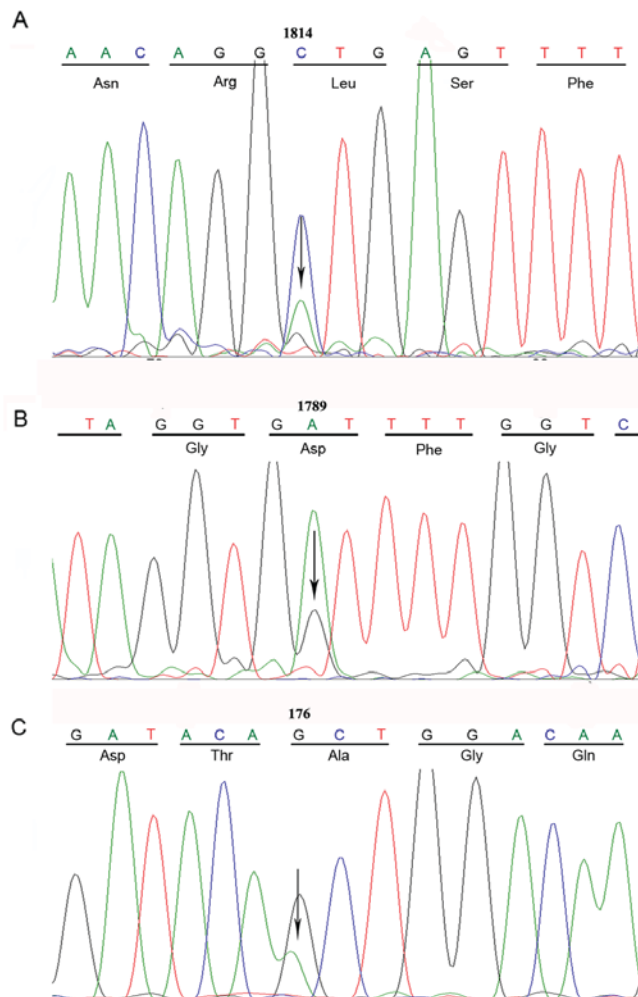 A
1814
A A C A G G C T G A G T T T T
Asn Arg Leu Ser Phe
B
1789
T A G G T G A T T T T G G T C
Gly Asp Phe Gly
C
176
G A T A C A G C T G G A C A A
Asp Thr Ala Gly Gln